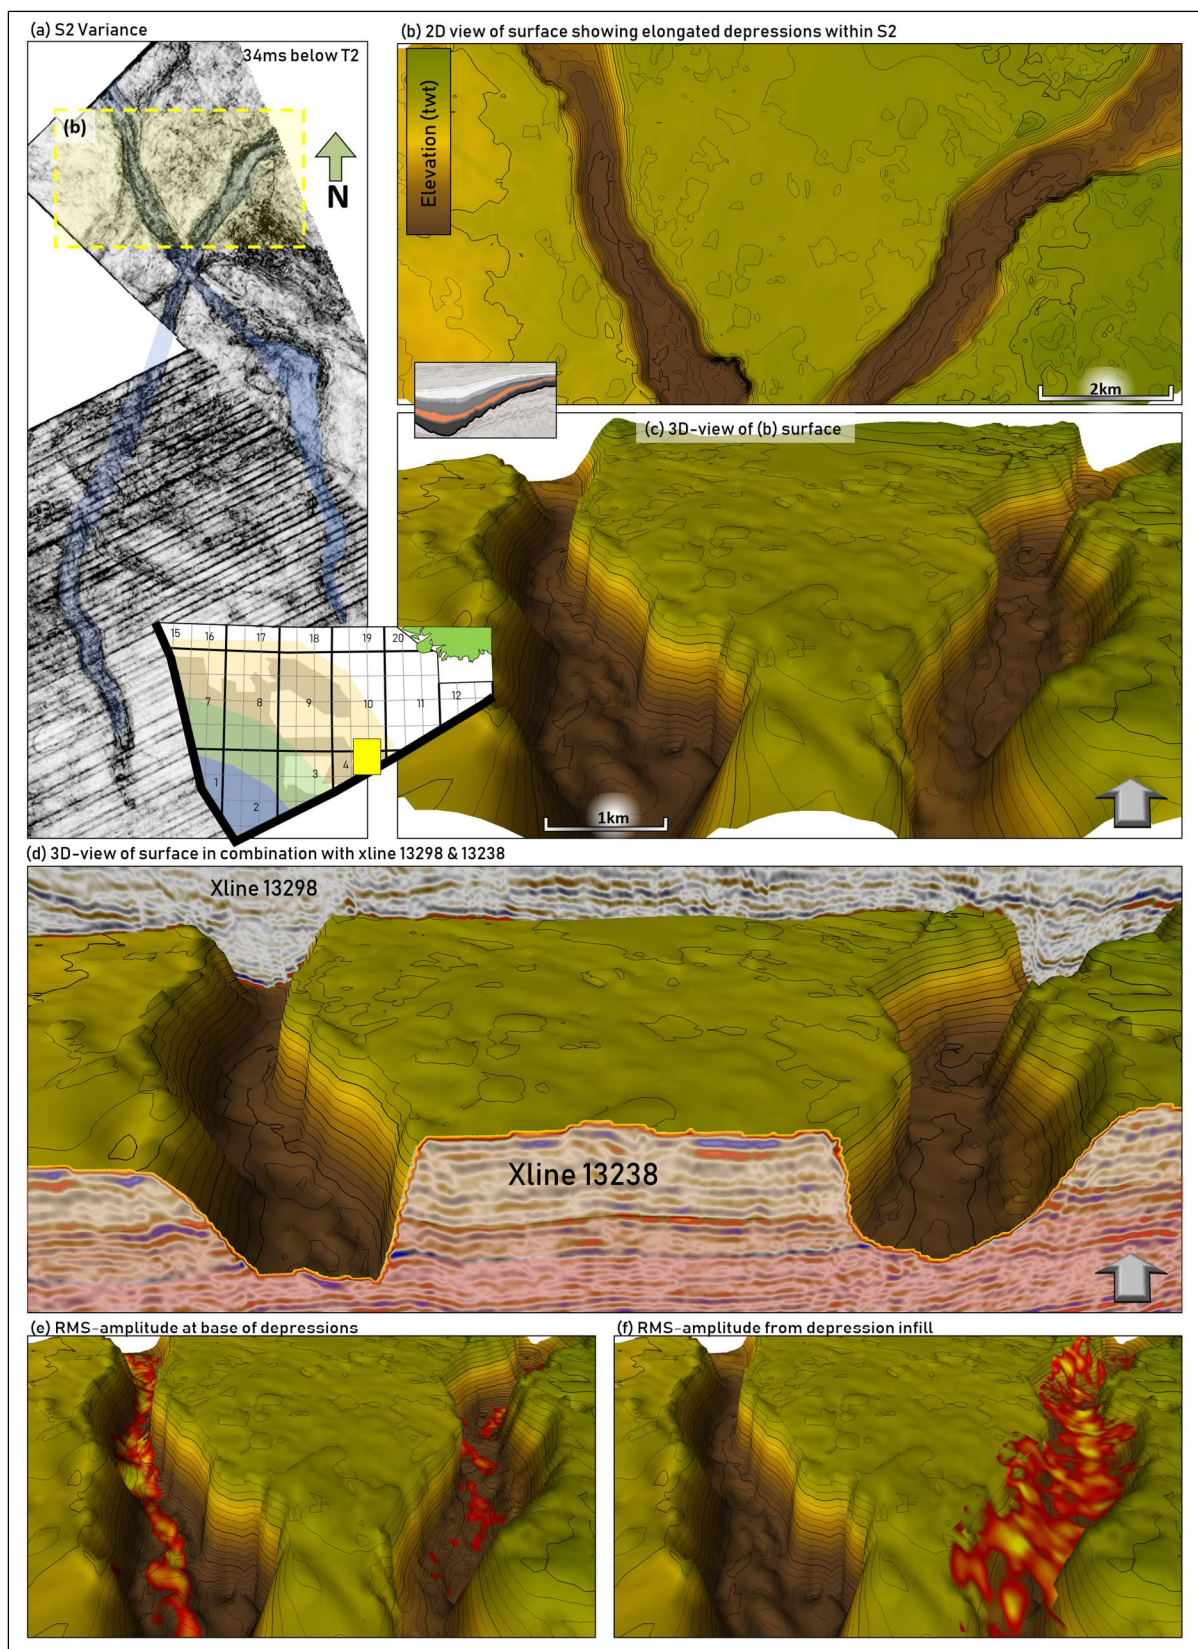 (a) S2 Variance
34ms below T2
(b)
N
(b) 2D view of surface showing elongated depressions within S2
Elevation (twt)
2km
(c) 3D-view of (b) surface
1km
15 16 17 18 19 20
7 8 9 10 11 12
1 2 3 4
(d) 3D-view of surface in combination with xline 13298 & 13238
Xline 13298
Xline 13238
(e) RMS-amplitude at base of depressions
(f) RMS-amplitude from depression infill